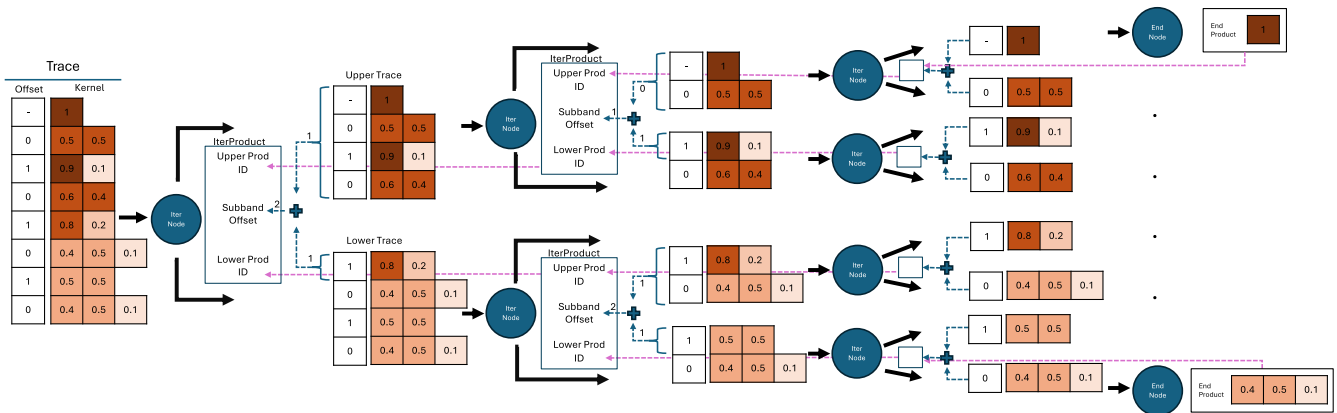 Trace
Offset Kernel
- 1
0 0.5 0.5
1 0.9 0.1
0 0.6 0.4
1 0.8 0.2
0 0.4 0.5 0.1
1 0.5 0.5
0 0.4 0.5 0.1
Iter
Node
IterProduct
Upper Prod
ID
Subband
Offset
Lower Prod
ID
2
1
1
Upper Trace
- 1
0 0.5 0.5
1 0.9 0.1
0 0.6 0.4
Lower Trace
1 0.8 0.2
0 0.4 0.5 0.1
1 0.5 0.5
0 0.4 0.5 0.1
Iter
Node
IterProduct
Upper Prod
ID
Subband
Offset
Lower Prod
ID
1
0
1
- 1
0 0.5 0.5
1 0.9 0.1
0 0.6 0.4
Iter
Node
IterProduct
Upper Prod
ID
Subband
Offset
Lower Prod
ID
2
1
1
1 0.8 0.2
0 0.4 0.5 0.1
1 0.5 0.5
0 0.4 0.5 0.1
Iter
Node
- 1
0 0.5 0.5
Iter
Node
1 0.9 0.1
0 0.6 0.4
Iter
Node
1 0.8 0.2
0 0.4 0.5 0.1
Iter
Node
1 0.5 0.5
0 0.4 0.5 0.1
End
Node
End
Product
1
End
Node
End
Product
0.4 0.5 0.1